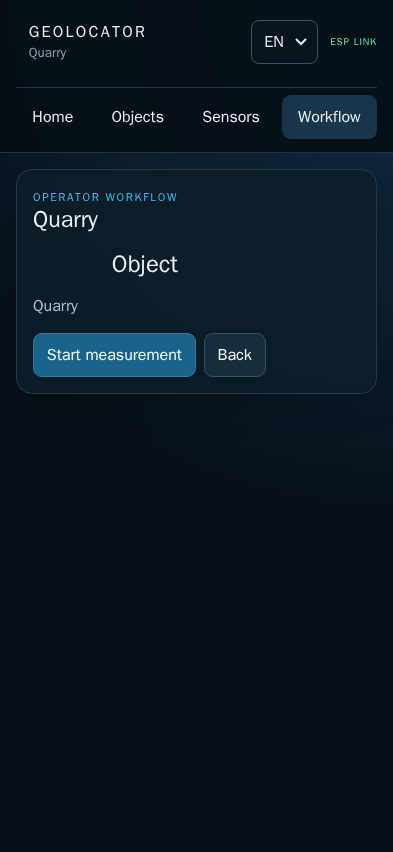 GEOLOCATOR
Quarry
EN
ESP LINK
Home Objects Sensors Workflow
OPERATOR WORKFLOW
Quarry
Object
Quarry
Start measurement Back